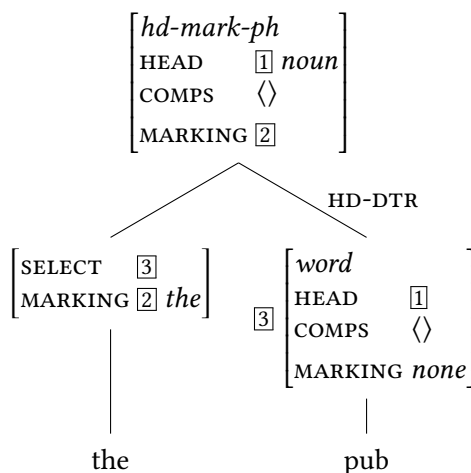 hd-mark-ph
HEAD 1 noun
COMPS ⟨⟩
MARKING 2
HD-DTR
SELECT 3
MARKING 2 the
3
word
HEAD 1
COMPS ⟨⟩
MARKING none
the pub